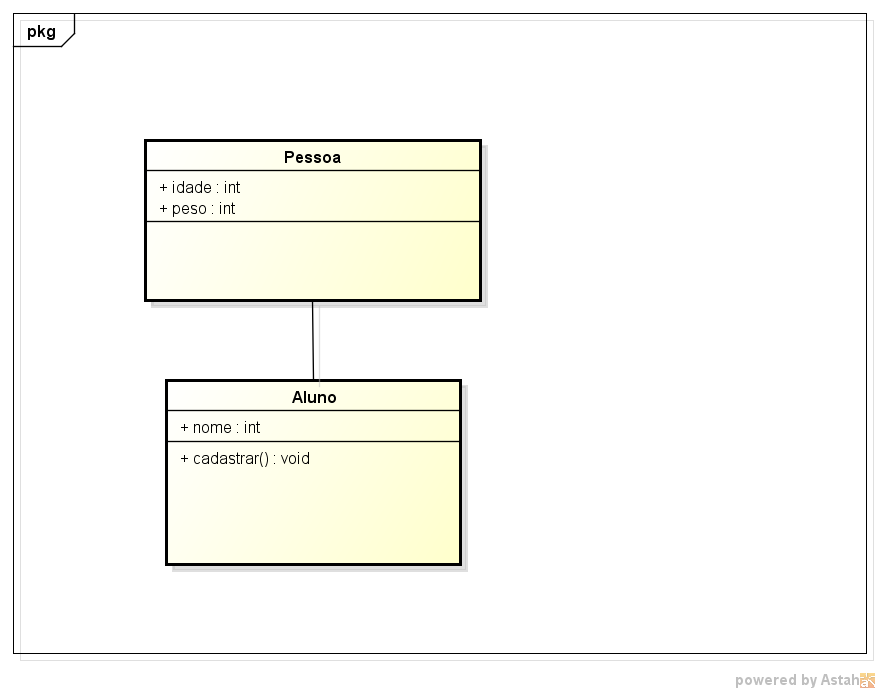 pkg
Pessoa
+ idade : int
+ peso : int
Aluno
+ nome : int
+ cadastrar() : void
powered by Astah